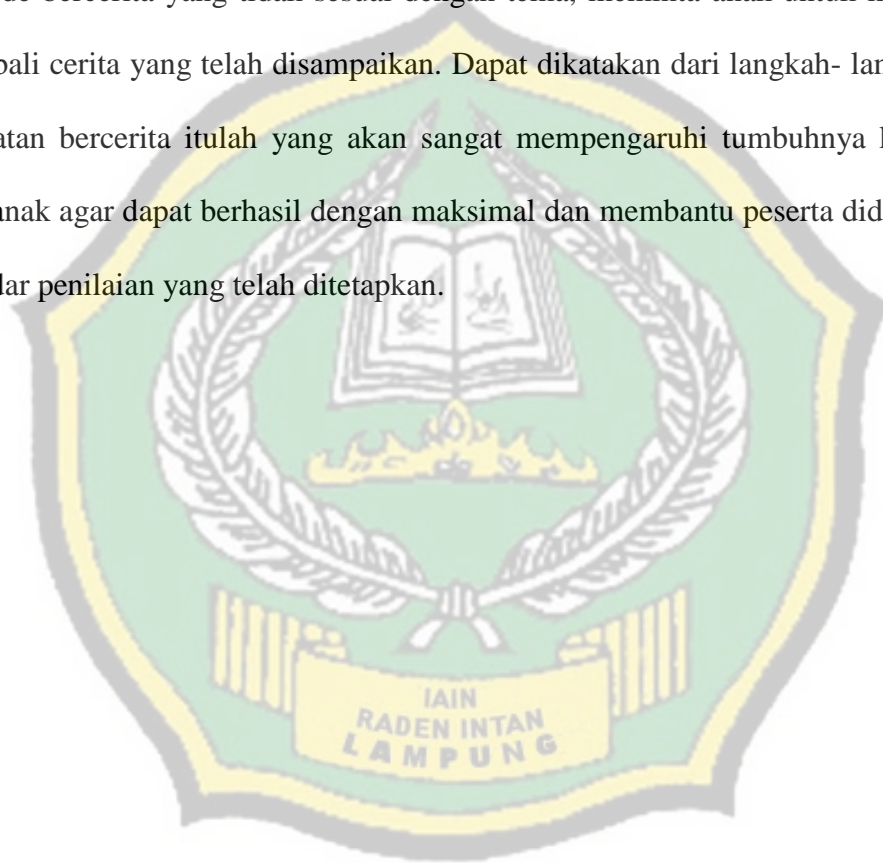 bercerita yang tidak sesuai dengan tema, meminta anak untuk
bali cerita yang telah disampaikan. Dapat dikatakan dari langkah- lan
atan bercerita itulah yang akan sangat mempengaruhi tumbuhnya
anak agar dapat berhasil dengan maksimal dan membantu peserta did
lar penilaian yang telah ditetapkan.
IAIN
RADEN INTAN
LAMPUNG